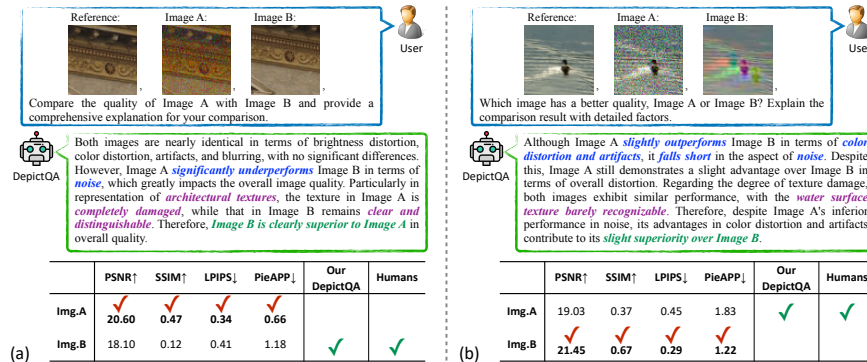 Reference: Image A: Image B:
, , ,
Compare the quality of Image A with Image B and provide a
comprehensive explanation for your comparison.
User
DepictQA
Both images are nearly identical in terms of brightness distortion,
color distortion, artifacts, and blurring, with no significant differences.
However, Image A significantly underperforms Image B in terms of
noise, which greatly impacts the overall image quality. Particularly in
representation of architectural textures, the texture in Image A is
completely damaged, while that in Image B remains clear and
distinguishable. Therefore, Image B is clearly superior to Image A in
overall quality.
PSNR↑ SSIM↑ LPIPS↓ PieAPP↓ Our DepictQA Humans
Img.A ✓ ✓ ✓ ✓
20.60 0.47 0.34 0.66
Img.B 18.10 0.12 0.41 1.18 ✓ ✓
(a)
Reference: Image A: Image B:
, , .
Which image has a better quality, Image A or Image B? Explain the
comparison result with detailed factors.
User
DepictQA
Although Image A slightly outperforms Image B in terms of color
distortion and artifacts, it falls short in the aspect of noise. Despite
this, Image A still demonstrates a slight advantage over Image B in
terms of overall distortion. Regarding the degree of texture damage,
both images exhibit similar performance, with the water surface
texture barely recognizable. Therefore, despite Image A's inferior
performance in noise, its advantages in color distortion and artifacts
contribute to its slight superiority over Image B.
PSNR↑ SSIM↑ LPIPS↓ PieAPP↓ Our DepictQA Humans
Img.A 19.03 0.37 0.45 1.83 ✓ ✓
Img.B ✓ ✓ ✓ ✓
21.45 0.67 0.29 1.22
(b)